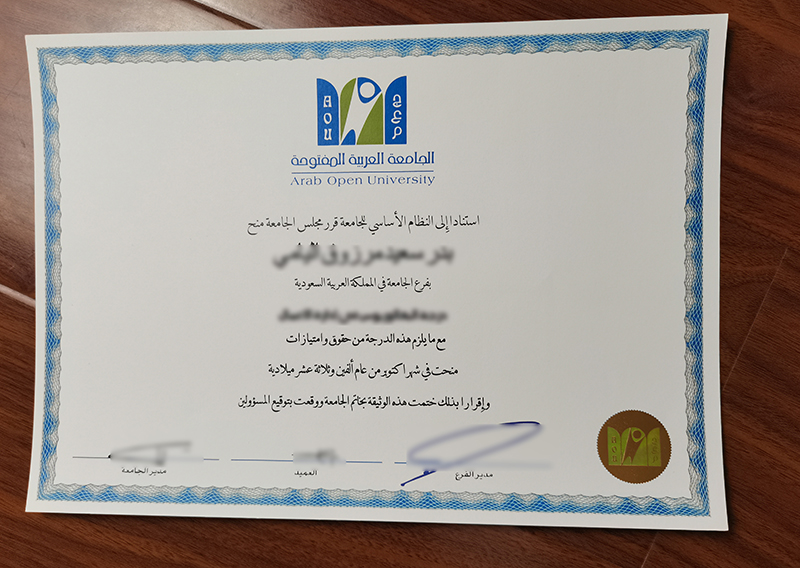 AOU
الجامعة العربية المفتوحة
Arab Open University
استنادا إلى النظام الأساسي للجامعة قرر مجلس الجامعة منح
بفرع الجامعة في المملكة العربية السعودية
مع ما يلزم هذه الدرجة من حقوق وامتيازات
منحت في شهر اكتوبر من عام ألفين وثلاثة عشر ميلادية
وإقرارا بذلك ختمت هذه الوثيقة بخاتم الجامعة ووقعت بتوقيع المسؤولين
مدير الفرع
العميد
مدير الجامعة